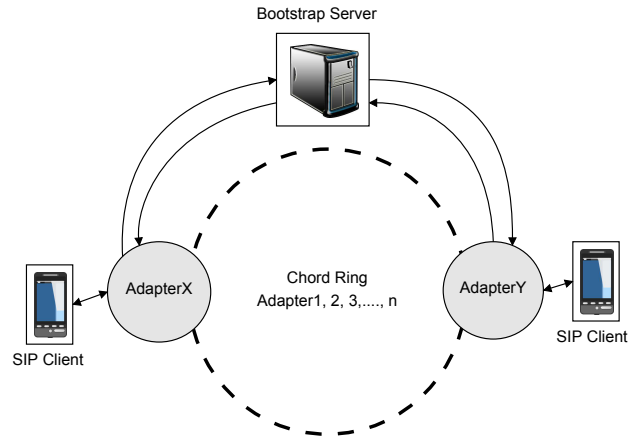 Bootstrap Server
AdapterX
Chord Ring
Adapter1, 2, 3,...., n
AdapterY
SIP Client
SIP Client